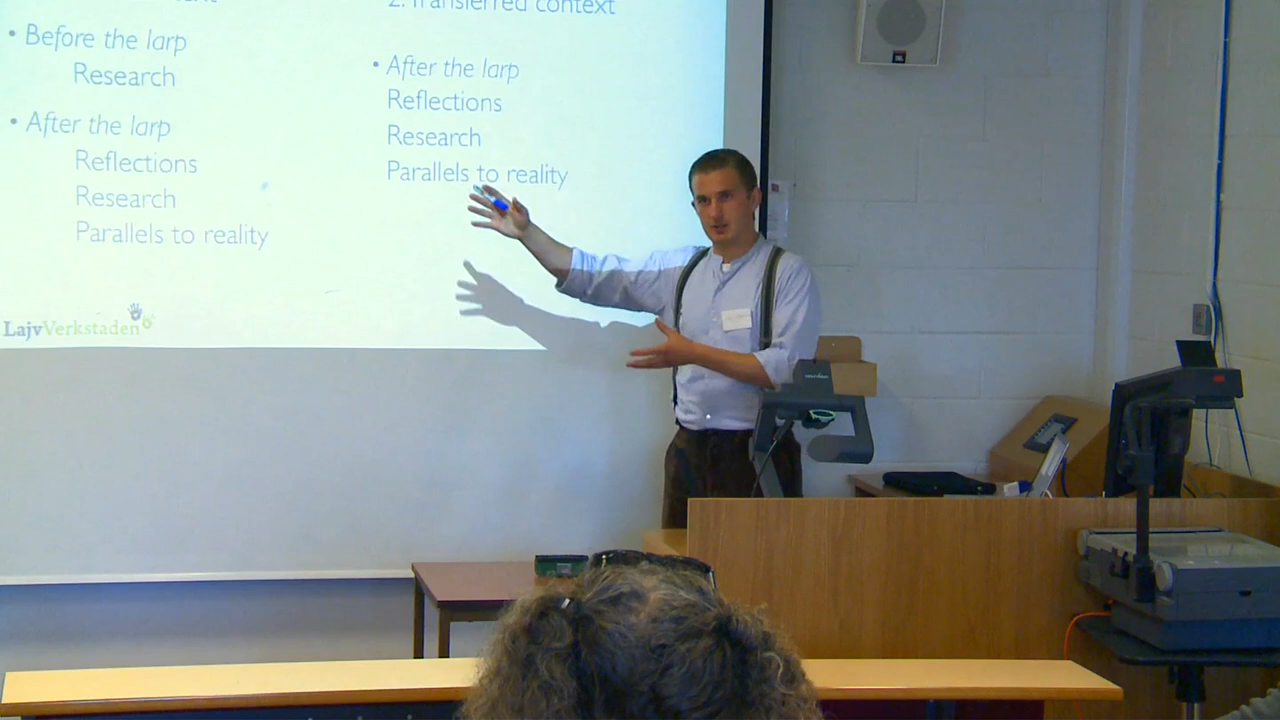 • Before the larp
Research
• After the larp
Reflections
Research
Parallels to reality
2. Transferred context
• After the larp
Reflections
Research
Parallels to reality
LajvVerkstaden
JBL